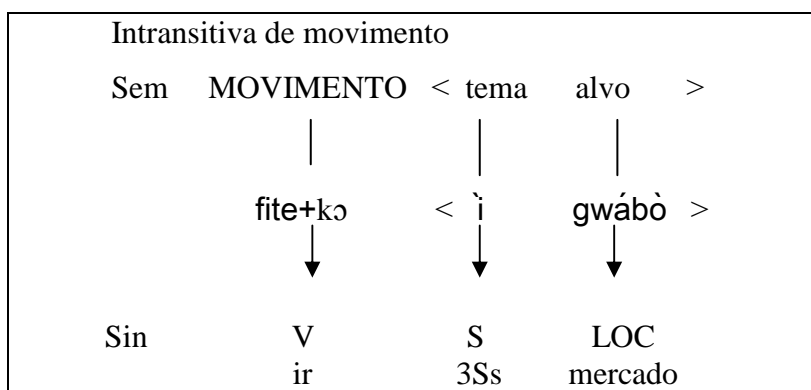 Intransitiva de movimento
Sem MOVIMENTO < tema alvo >
fite+kɔ < ̀i gwábò >
Sin V S LOC
ir 3Ss mercado